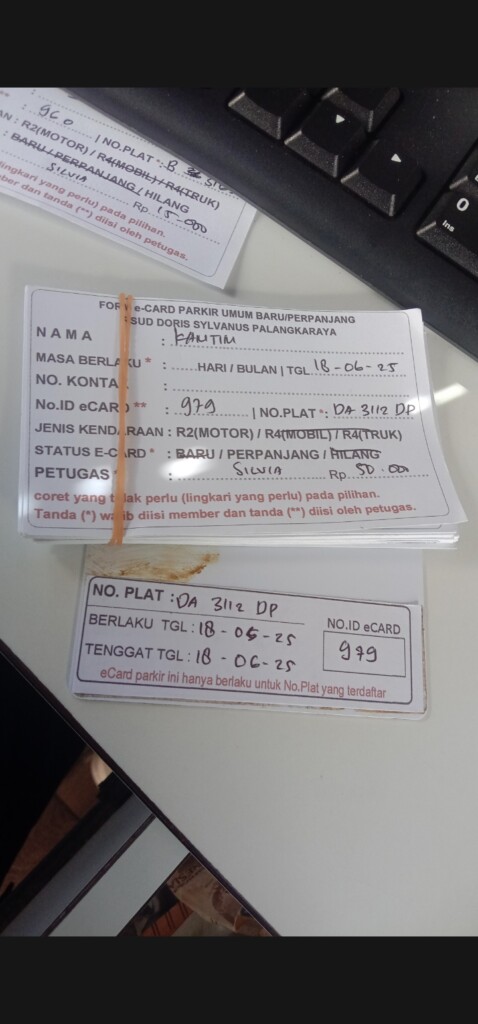 960
AN : R2(MOTOR) / R4(MOBIL) / R4(TRUK) | NO.PLAT * : B
: BARU / PERPANJANG / HILANG
SILVIA Rp. 15.000
(lingkari yang perlu) pada pilihan.
mber dan tanda (**) diisi oleh petugas.
FOR e-CARD PARKIR UMUM BARU/PERPANJANG
SUD DORIS SYLVANUS PALANGKARAYA
NAMA : KANTIN
MASA BERLAKU * : HARI / BULAN | TGL 18-06-25
NO. KONTA :
No.ID eCARD ** : 979 | NO.PLAT * : DA 3112 DP
JENIS KENDARAAN : R2(MOTOR) / R4(MOBIL) / R4(TRUK)
STATUS E-CARD * : BARU / PERPANJANG / HILANG
PETUGAS * : SILVIA Rp. 50.000
coret yang tidak perlu (lingkari yang perlu) pada pilihan.
Tanda (*) wajib diisi member dan tanda (**) diisi oleh petugas.
NO. PLAT : DA 3112 DP
BERLAKU TGL : 18-05-25
NO.ID eCARD
979
TENGGAT TGL : 18-06-25
eCard parkir ini hanya berlaku untuk No.Plat yang terdaftar
0
Ins